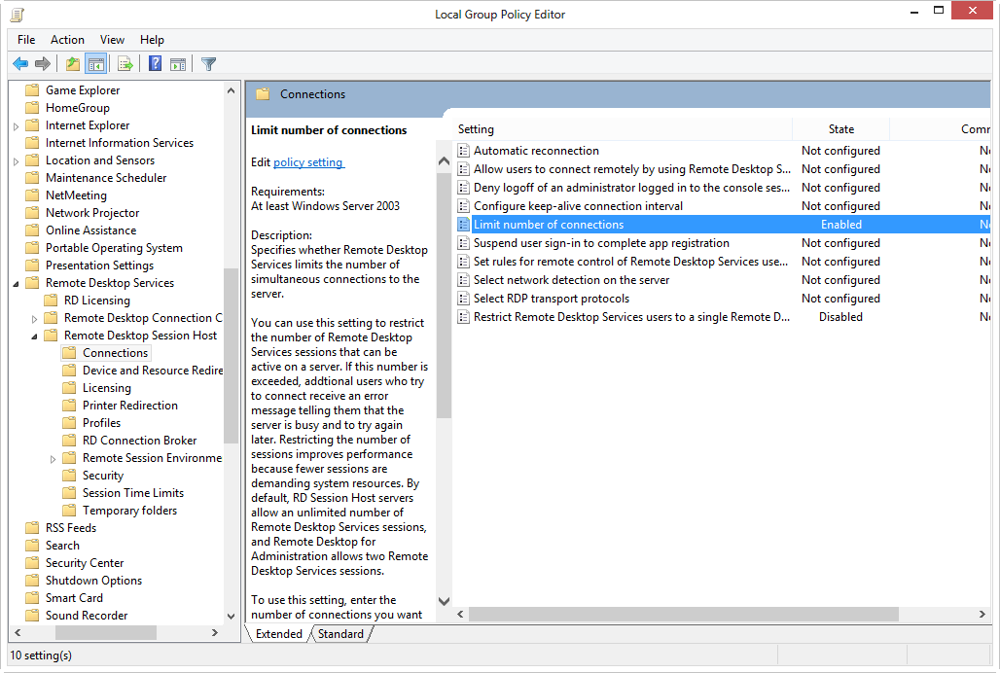 Local Group Policy Editor
File Action View Help
Game Explorer
HomeGroup
Internet Explorer
Internet Information Services
Location and Sensors
Maintenance Scheduler
NetMeeting
Network Projector
Online Assistance
Portable Operating System
Presentation Settings
Remote Desktop Services
RD Licensing
Remote Desktop Connection C
Remote Desktop Session Host
Connections
Device and Resource Redire
Licensing
Printer Redirection
Profiles
RD Connection Broker
Remote Session Environme
Security
Session Time Limits
Temporary folders
RSS Feeds
Search
Security Center
Shutdown Options
Smart Card
Sound Recorder
Connections
Limit number of connections
Edit policy setting
Requirements:
At least Windows Server 2003
Description:
Specifies whether Remote Desktop
Services limits the number of
simultaneous connections to the
server.
You can use this setting to restrict
the number of Remote Desktop
Services sessions that can be
active on a server. If this number is
exceeded, addtional users who try
to connect receive an error
message telling them that the
server is busy and to try again
later. Restricting the number of
sessions improves performance
because fewer sessions are
demanding system resources. By
default, RD Session Host servers
allow an unlimited number of
Remote Desktop Services sessions,
and Remote Desktop for
Administration allows two Remote
Desktop Services sessions.
To use this setting, enter the
number of connections you want
Setting State Comm
Automatic reconnection Not configured No
Allow users to connect remotely by using Remote Desktop S... Not configured No
Deny logoff of an administrator logged in to the console ses... Not configured No
Configure keep-alive connection interval Not configured No
Limit number of connections Enabled No
Suspend user sign-in to complete app registration Not configured No
Set rules for remote control of Remote Desktop Services use... Not configured No
Select network detection on the server Not configured No
Select RDP transport protocols Not configured No
Restrict Remote Desktop Services users to a single Remote D... Disabled No
Extended Standard
10 setting(s)